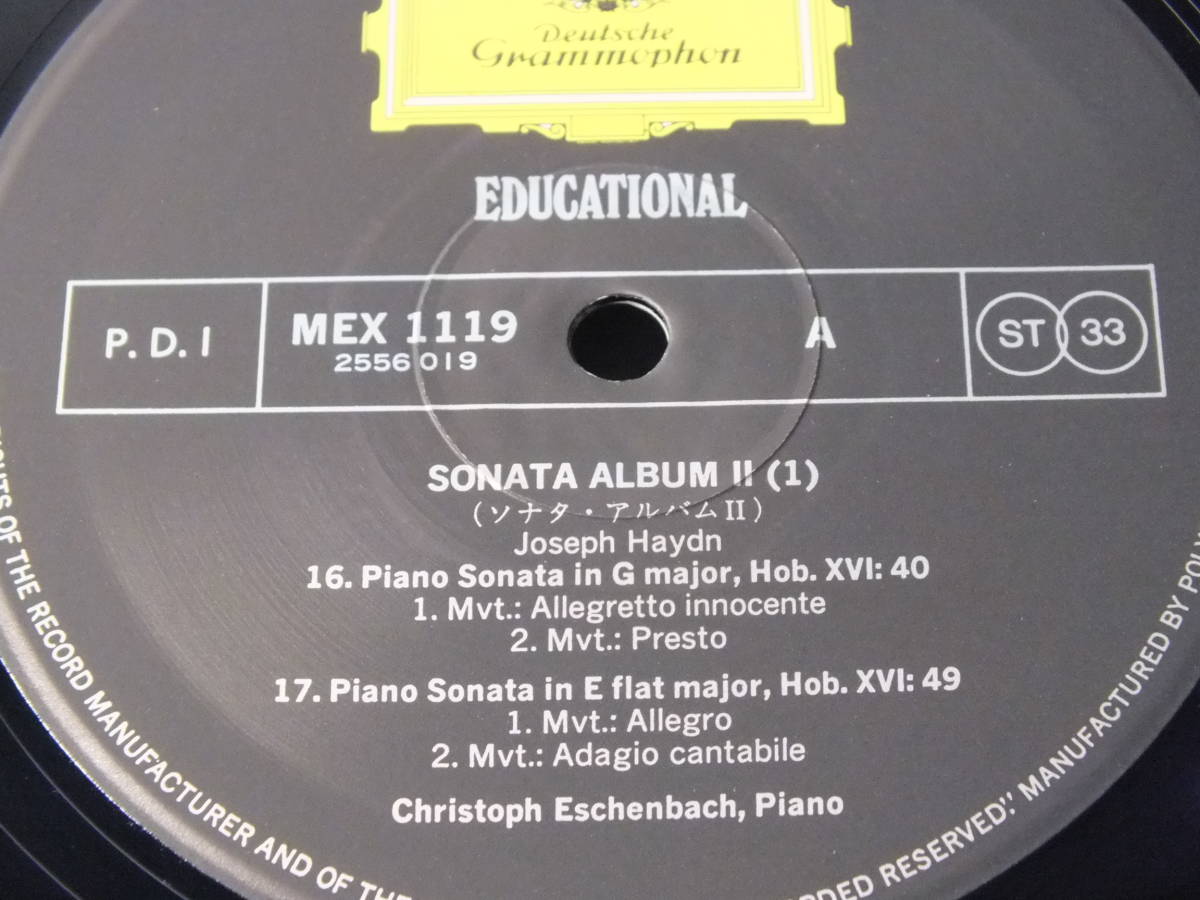 Deutsche
Grammophon
EDUCATIONAL
P. D. I
MEX 1119
2556 019
A
ST 33
SONATA ALBUM II (1)
(ソナタ・アルバムII)
Joseph Haydn
16. Piano Sonata in G major, Hob. XVI: 40
1. Mvt.: Allegretto innocente
2. Mvt.: Presto
17. Piano Sonata in E flat major, Hob. XVI: 49
1. Mvt.: Allegro
2. Mvt.: Adagio cantabile
Christoph Eschenbach, Piano
OF THE RECORD MANUFACTURER AND OF THE
RESERVED". MANUFACTURED BY